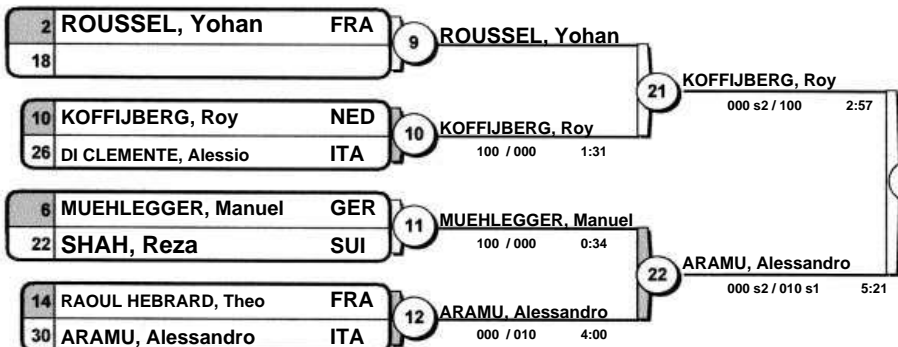 2 ROUSSEL, Yohan FRA
18
9
ROUSSEL, Yohan
10 KOFFIJBERG, Roy NED
26 DI CLEMENTE, Alessio ITA
10
KOFFIJBERG, Roy
100 / 000 1:31
21
KOFFIJBERG, Roy
000 s2 / 100 2:57
6 MUEHLEGGER, Manuel GER
22 SHAH, Reza SUI
11
MUEHLEGGER, Manuel
100 / 000 0:34
14 RAOUL HEBRARD, Theo FRA
30 ARAMU, Alessandro ITA
12
ARAMU, Alessandro
000 / 010 4:00
22
ARAMU, Alessandro
000 s2 / 010 s1 5:21